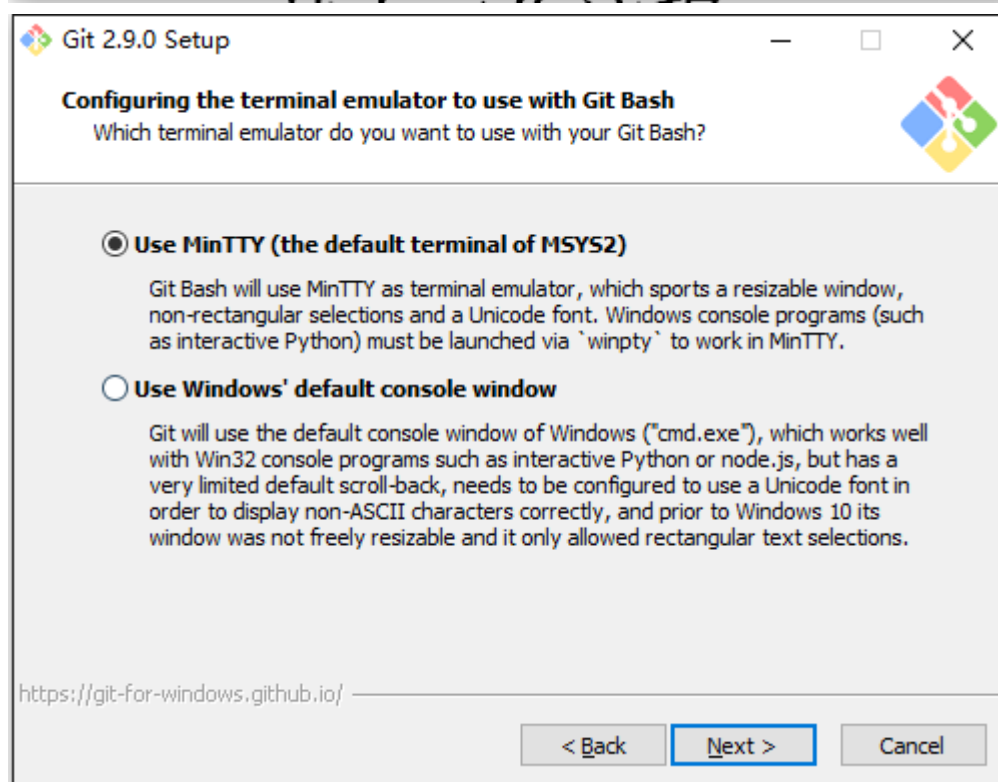 Git 2.9.0 Setup
Configuring the terminal emulator to use with Git Bash
Which terminal emulator do you want to use with your Git Bash?
Use MinTTY (the default terminal of MSYS2)
Git Bash will use MinTTY as terminal emulator, which sports a resizable window,
non-rectangular selections and a Unicode font. Windows console programs (such
as interactive Python) must be launched via `winpty` to work in MinTTY.
Use Windows' default console window
Git will use the default console window of Windows ("cmd.exe"), which works well
with Win32 console programs such as interactive Python or node.js, but has a
very limited default scroll-back, needs to be configured to use a Unicode font in
order to display non-ASCII characters correctly, and prior to Windows 10 its
window was not freely resizable and it only allowed rectangular text selections.
https://git-for-windows.github.io/
< Back
Next >
Cancel